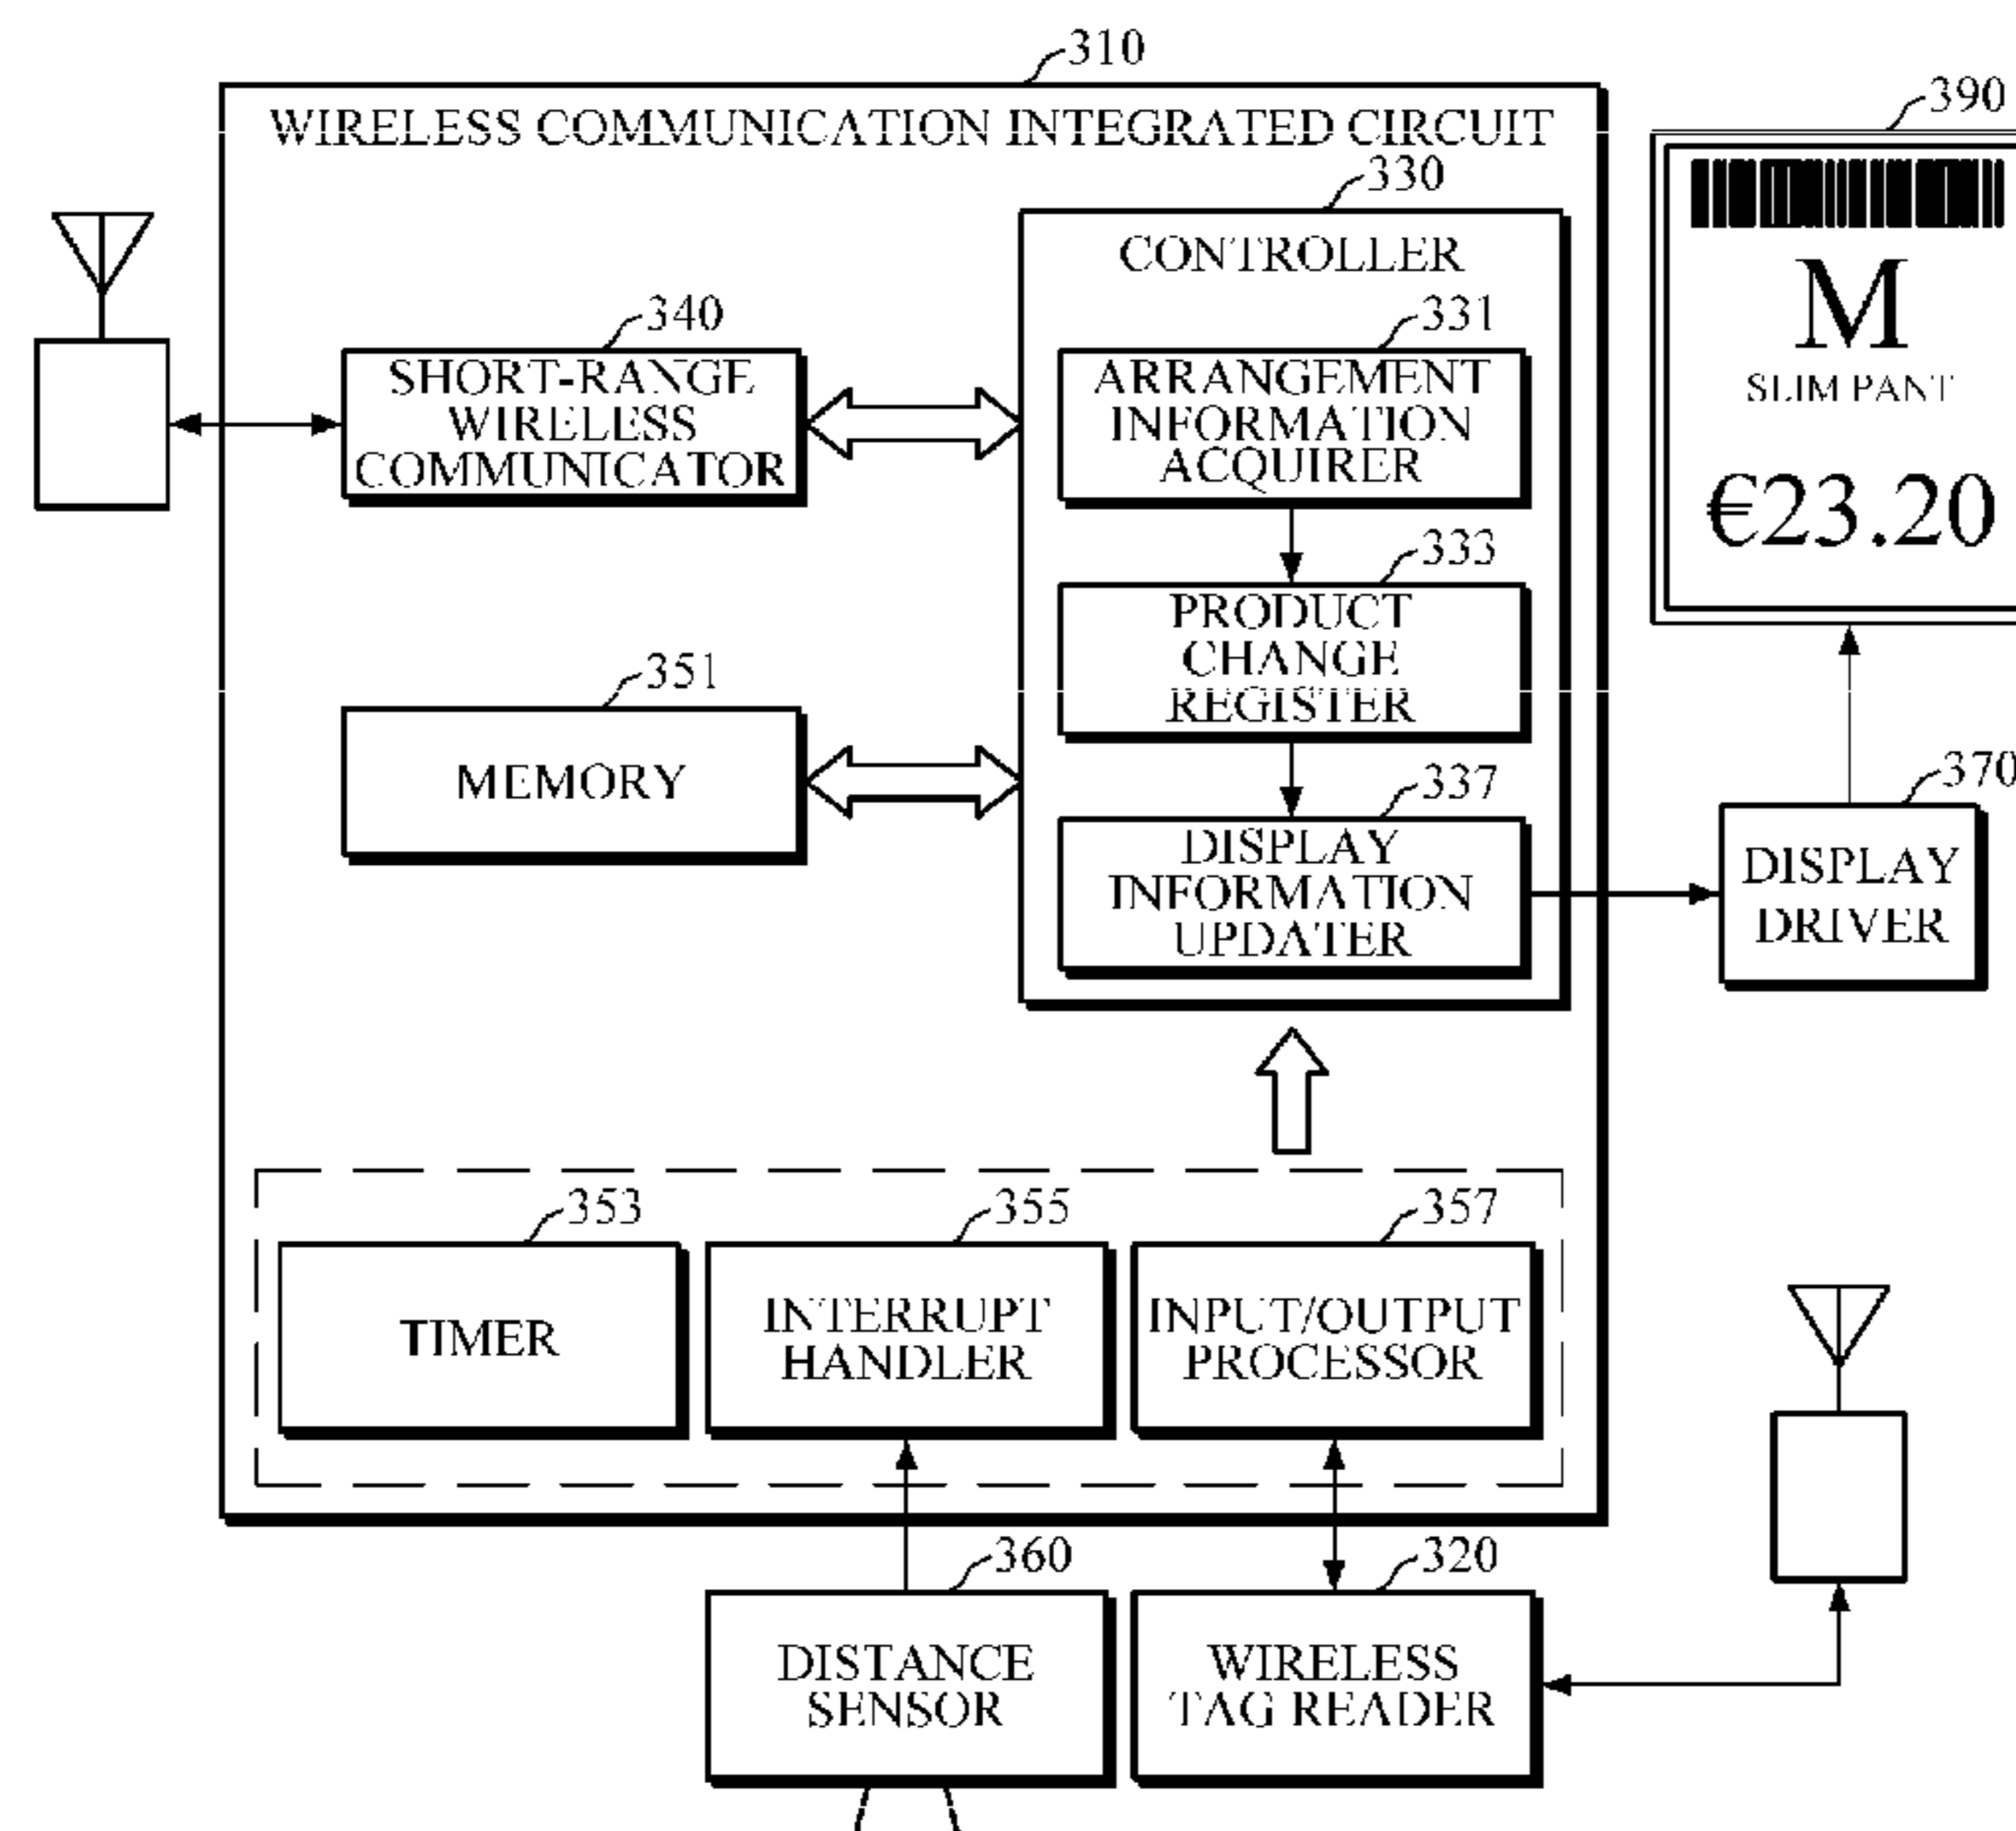 310
WIRELESS COMMUNICATION INTEGRATED CIRCUIT
390
330
CONTROLLER
M
SLIM PANT
€23.20
340
SHORT-RANGE
WIRELESS
COMMUNICATOR
331
ARRANGEMENT
INFORMATION
ACQUIRER
333
PRODUCT
CHANGE
REGISTER
351
MEMORY
337
DISPLAY
INFORMATION
UPDATER
370
DISPLAY
DRIVER
353
TIMER
355
INTERRUPT
HANDLER
357
INPUT/OUTPUT
PROCESSOR
360
DISTANCE
SENSOR
320
WIRELESS
TAG READER